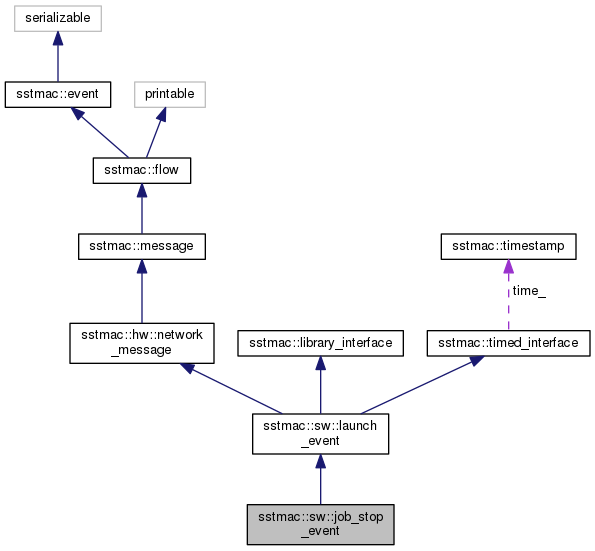 serializable
sstmac::event
printable
sstmac::flow
sstmac::message
sstmac::timestamp
time_
sstmac::hw::network
_message
sstmac::library_interface
sstmac::timed_interface
sstmac::sw::launch
_event
sstmac::sw::job_stop
_event